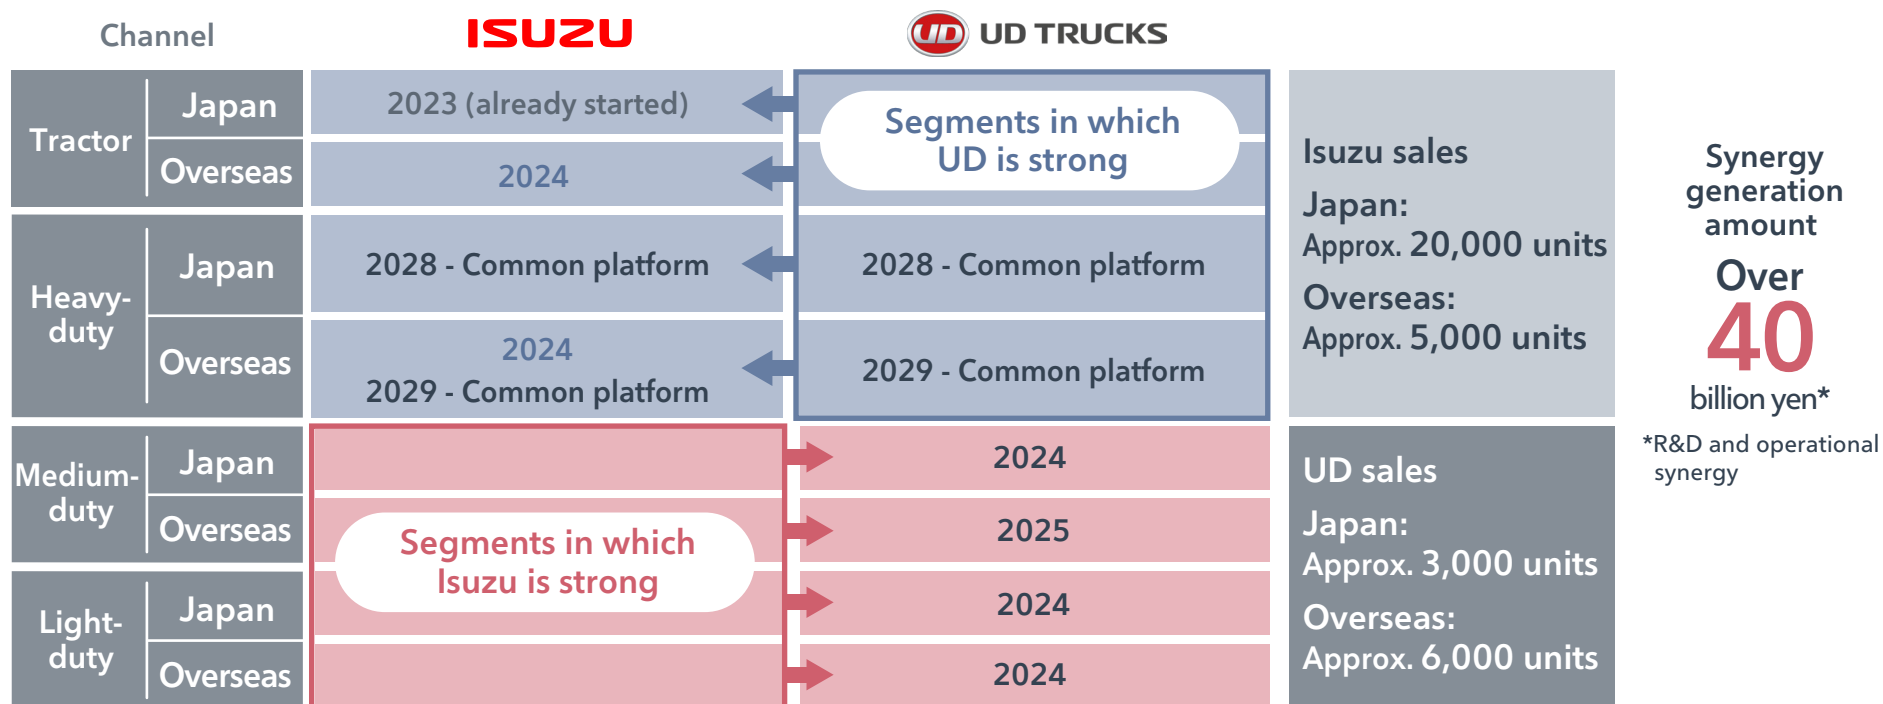 Channel
ISUZU
UD UD TRUCKS
Tractor
Japan
2023 (already started)
Overseas
2024
Segments in which
UD is strong
Heavy-
duty
Japan
2028 - Common platform
2028 - Common platform
Overseas
2024
2029 - Common platform
2029 - Common platform
Isuzu sales
Japan:
Approx. 20,000 units
Overseas:
Approx. 5,000 units
Medium-
duty
Japan
2024
Overseas
2025
Segments in which
Isuzu is strong
Light-
duty
Japan
2024
Overseas
2024
UD sales
Japan:
Approx. 3,000 units
Overseas:
Approx. 6,000 units
Synergy
generation
amount
Over
40
billion yen*
*R&D and operational
synergy